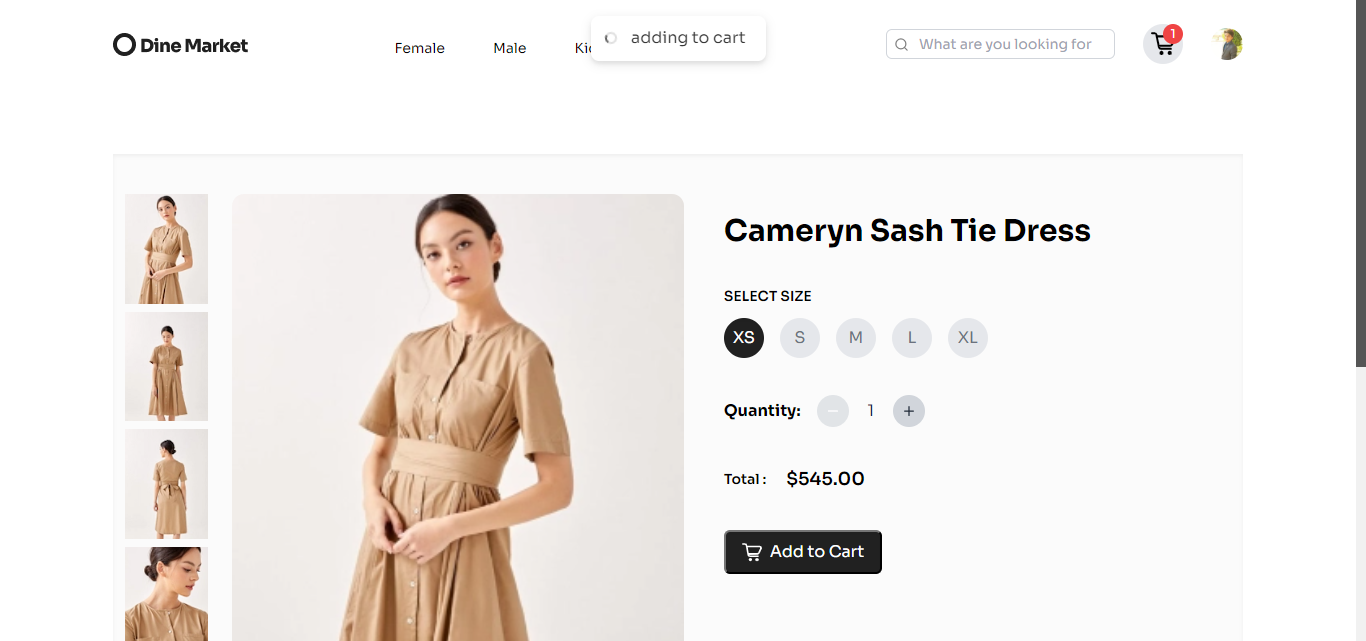 Dine Market
Female
Male
Ki
adding to cart
What are you looking for
1
Cameryn Sash Tie Dress
SELECT SIZE
XS
S
M
L
XL
Quantity:
1
Total :
$545.00
Add to Cart